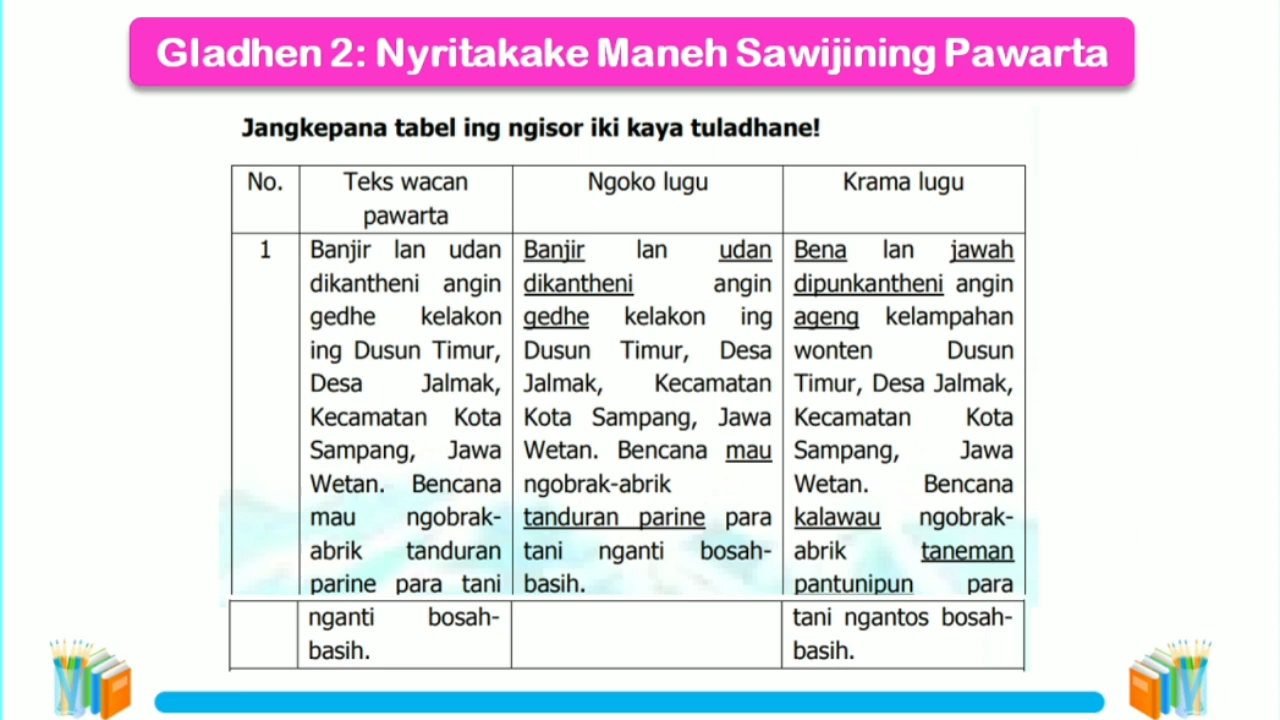 Gladhen 2: Nyritakake Maneh Sawijining Pawarta
Jangkepana tabel ing ngisor iki kaya tuladhane!
No.
Teks wacan
pawarta
Ngoko lugu
Krama lugu
1
Banjir lan udan
dikantheni angin
gedhe kelakon
ing Dusun Timur,
Desa Jalmak,
Kecamatan Kota
Sampang, Jawa
Wetan. Bencana
mau ngobrak-
abrik tanduran
parine para tani
nganti bosah-
basih.
Banjir lan udan
dikantheni angin
gedhe kelakon ing
Dusun Timur, Desa
Jalmak, Kecamatan
Kota Sampang, Jawa
Wetan. Bencana mau
ngobrak-abrik
tanduran parine para
tani nganti bosah-
basih.
Bena lan jawah
dipunkantheni angin
ageng kelampahan
wonten Dusun
Timur, Desa Jalmak,
Kecamatan Kota
Sampang, Jawa
Wetan. Bencana
kalawau ngobrak-
abrik taneman
pantunipun para
tani ngantos bosah-
basih.